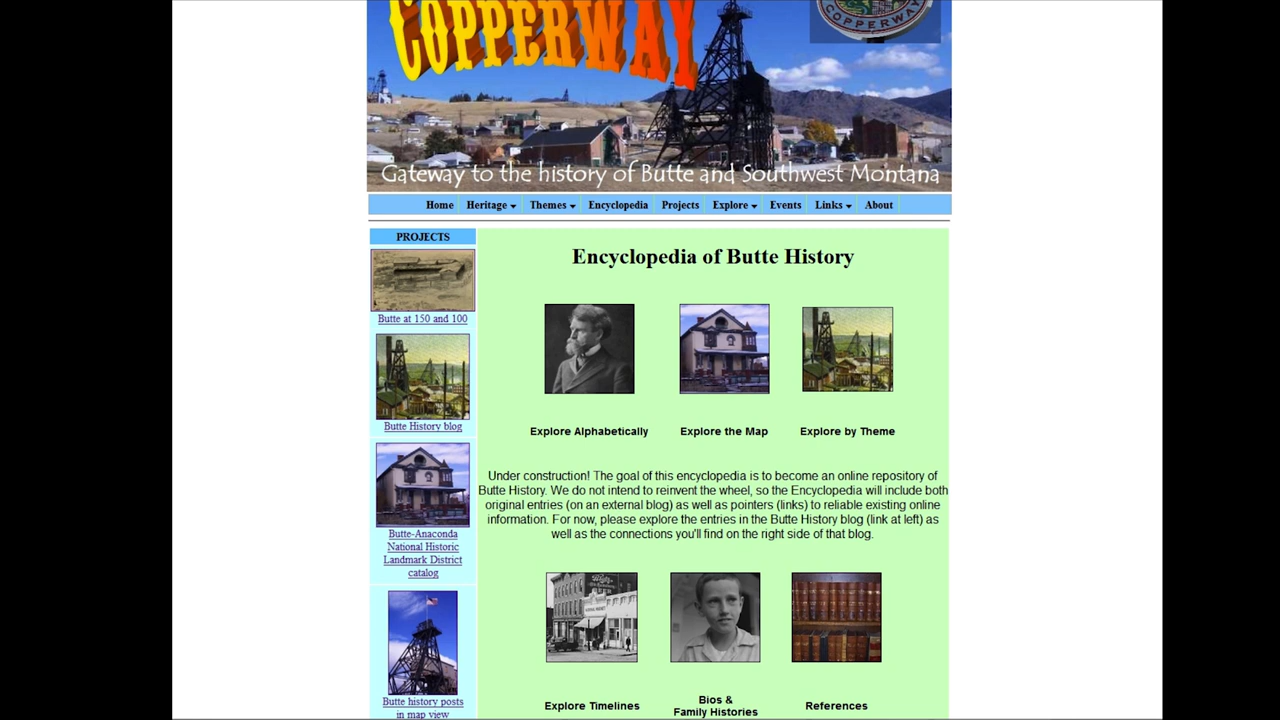 COPPERWAY
COPPERWAY
Gateway to the history of Butte and Southwest Montana
Home Heritage Themes Encyclopedia Projects Explore Events Links About
PROJECTS
Butte at 150 and 100
Butte History blog
Butte-Anaconda
National Historic
Landmark District
catalog
Butte history posts
in map view
Encyclopedia of Butte History
Explore Alphabetically Explore the Map Explore by Theme
Under construction! The goal of this encyclopedia is to become an online repository of
Butte History. We do not intend to reinvent the wheel, so the Encyclopedia will include both
original entries (on an external blog) as well as pointers (links) to reliable existing online
information. For now, please explore the entries in the Butte History blog (link at left) as
well as the connections you'll find on the right side of that blog.
Explore Timelines
Bios &
Family Histories
References